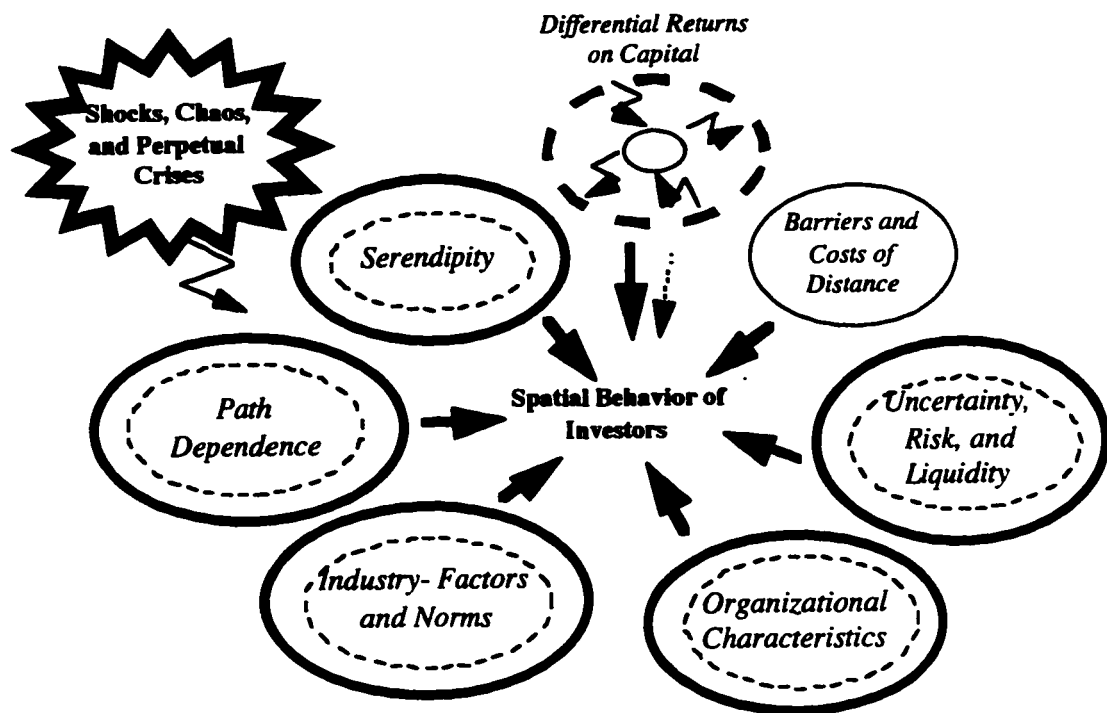 Differential Returns
on Capital
Shocks, Chaos,
and Perpetual
Crises
Serendipity
Barriers and
Costs of
Distance
Path
Dependence
Spatial Behavior of
Investors
Uncertainty,
Risk, and
Liquidity
Industry- Factors
and Norms
Organizational
Characteristics